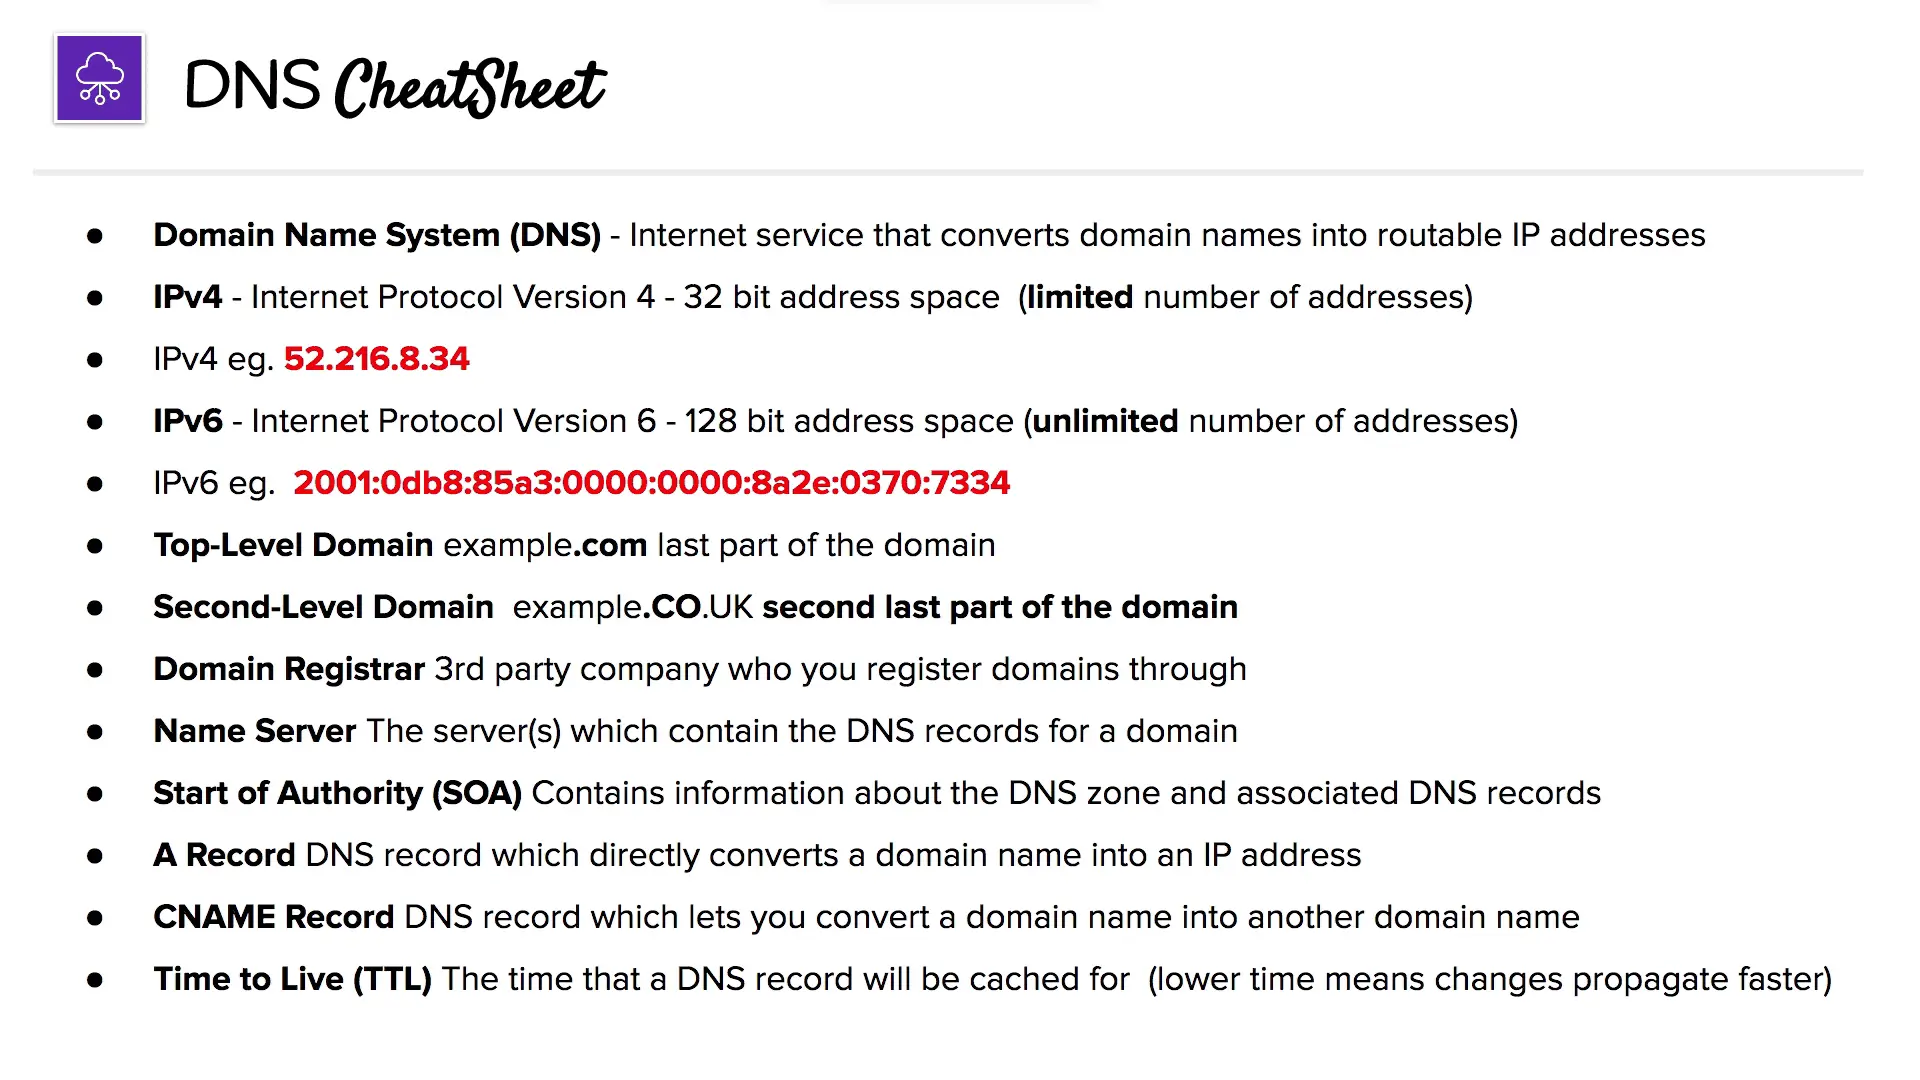 DNS CheatSheet
● Domain Name System (DNS) - Internet service that converts domain names into routable IP addresses
● IPv4 - Internet Protocol Version 4 - 32 bit address space (limited number of addresses)
● IPv4 eg. 52.216.8.34
● IPv6 - Internet Protocol Version 6 - 128 bit address space (unlimited number of addresses)
● IPv6 eg. 2001:0db8:85a3:0000:0000:8a2e:0370:7334
● Top-Level Domain example.com last part of the domain
● Second-Level Domain example.CO.UK second last part of the domain
● Domain Registrar 3rd party company who you register domains through
● Name Server The server(s) which contain the DNS records for a domain
● Start of Authority (SOA) Contains information about the DNS zone and associated DNS records
● A Record DNS record which directly converts a domain name into an IP address
● CNAME Record DNS record which lets you convert a domain name into another domain name
● Time to Live (TTL) The time that a DNS record will be cached for (lower time means changes propagate faster)